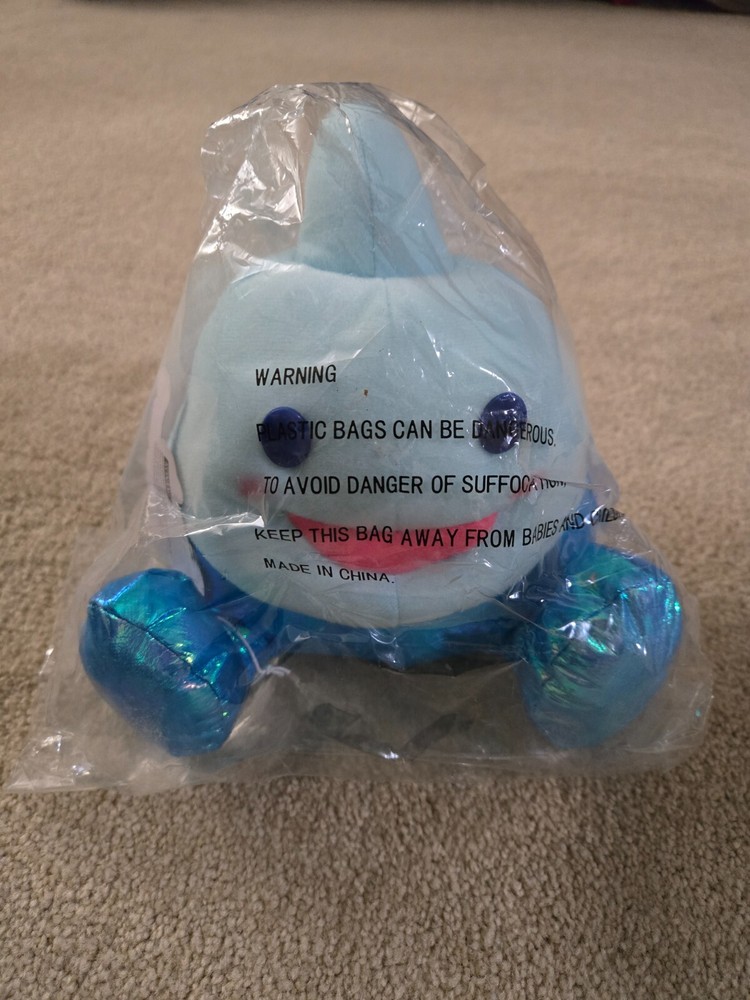 WARNING
PLASTIC BAGS CAN BE DANGEROUS.
TO AVOID DANGER OF SUFFOCATION,
KEEP THIS BAG AWAY FROM BABIES AND
MADE IN CHINA.